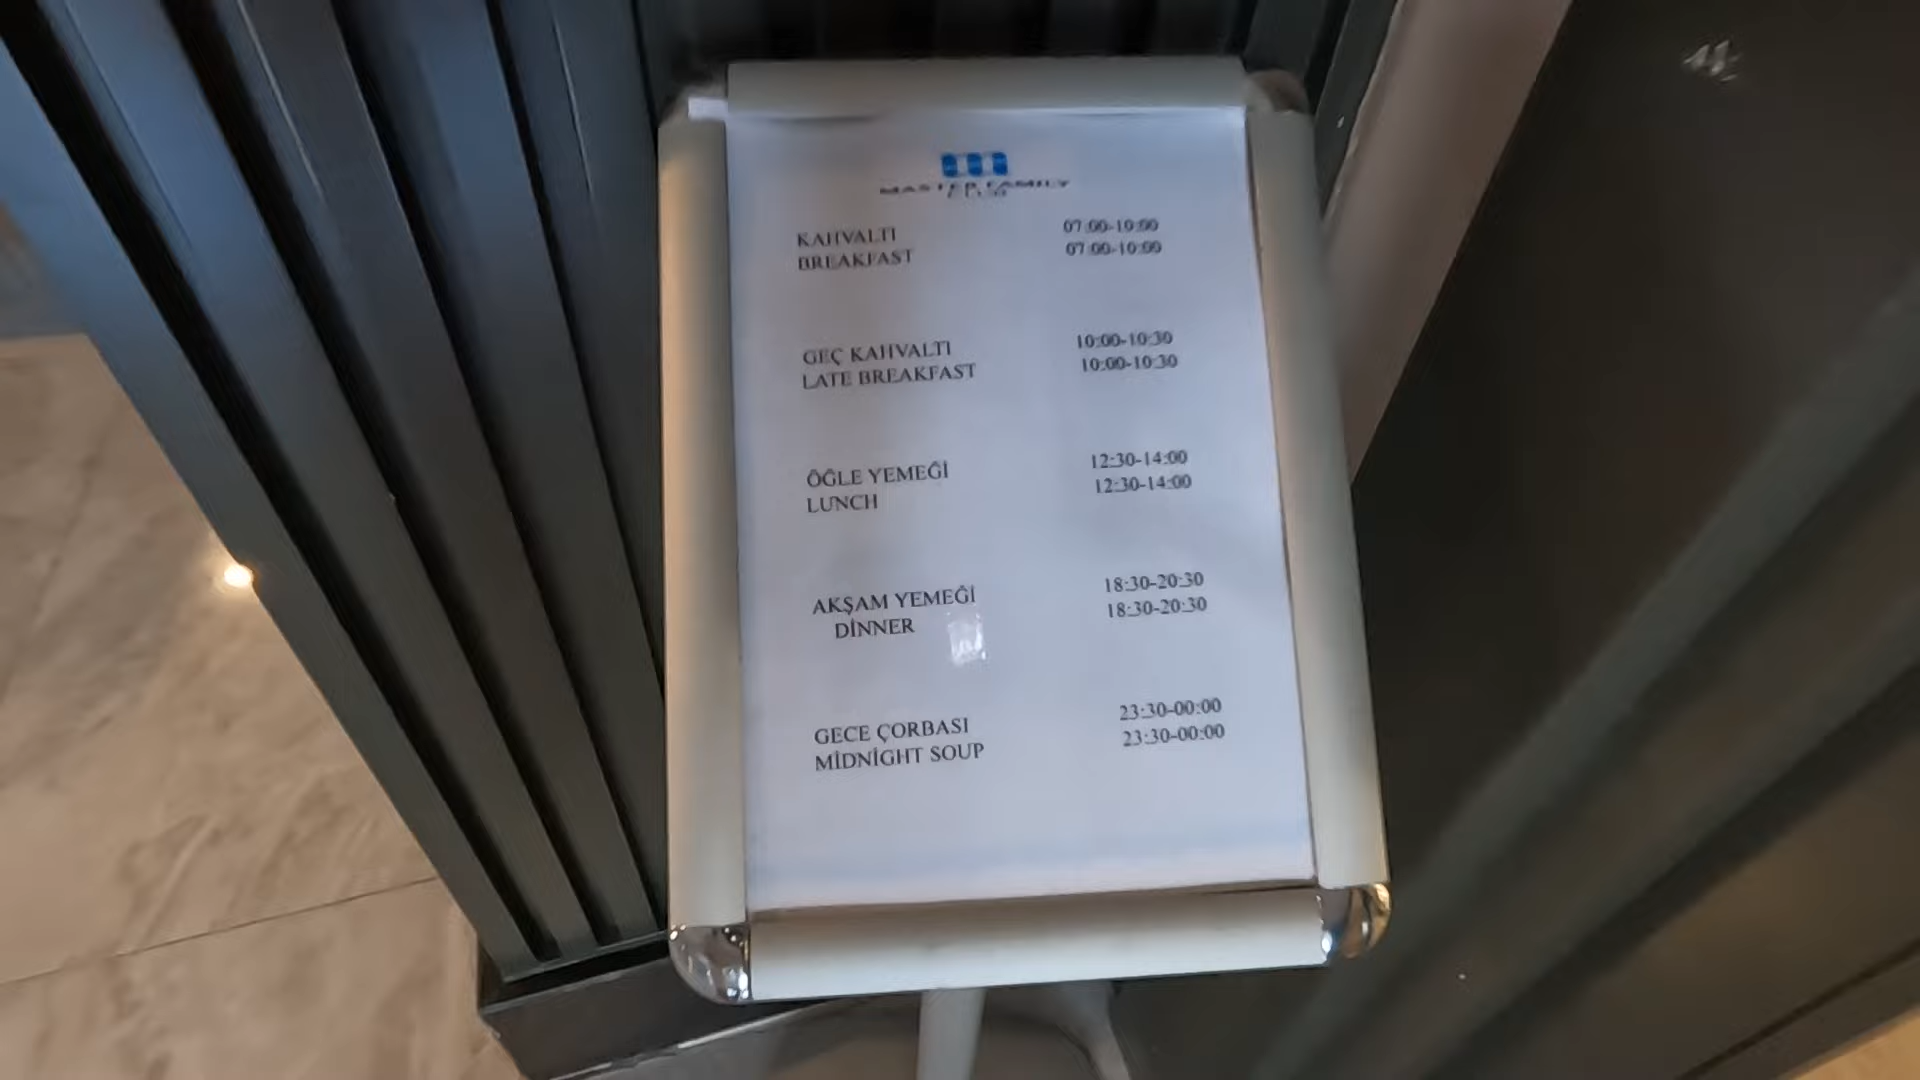 MASTER FAMILY
KAHVALTI 07:00-10:00
BREAKFAST 07:00-10:00
GEÇ KAHVALTI 10:00-10:30
LATE BREAKFAST 10:00-10:30
ÖĞLE YEMEĞİ 12:30-14:00
LUNCH 12:30-14:00
AKŞAM YEMEĞİ 18:30-20:30
DİNNER 18:30-20:30
GECE ÇORBASI 23:30-00:00
MİDNİGHT SOUP 23:30-00:00